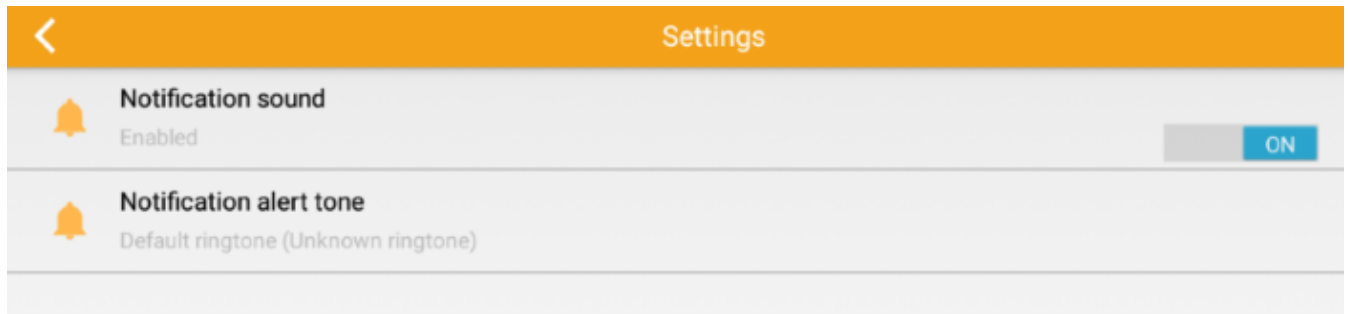 Settings
Notification sound
Enabled
ON
Notification alert tone
Default ringtone (Unknown ringtone)